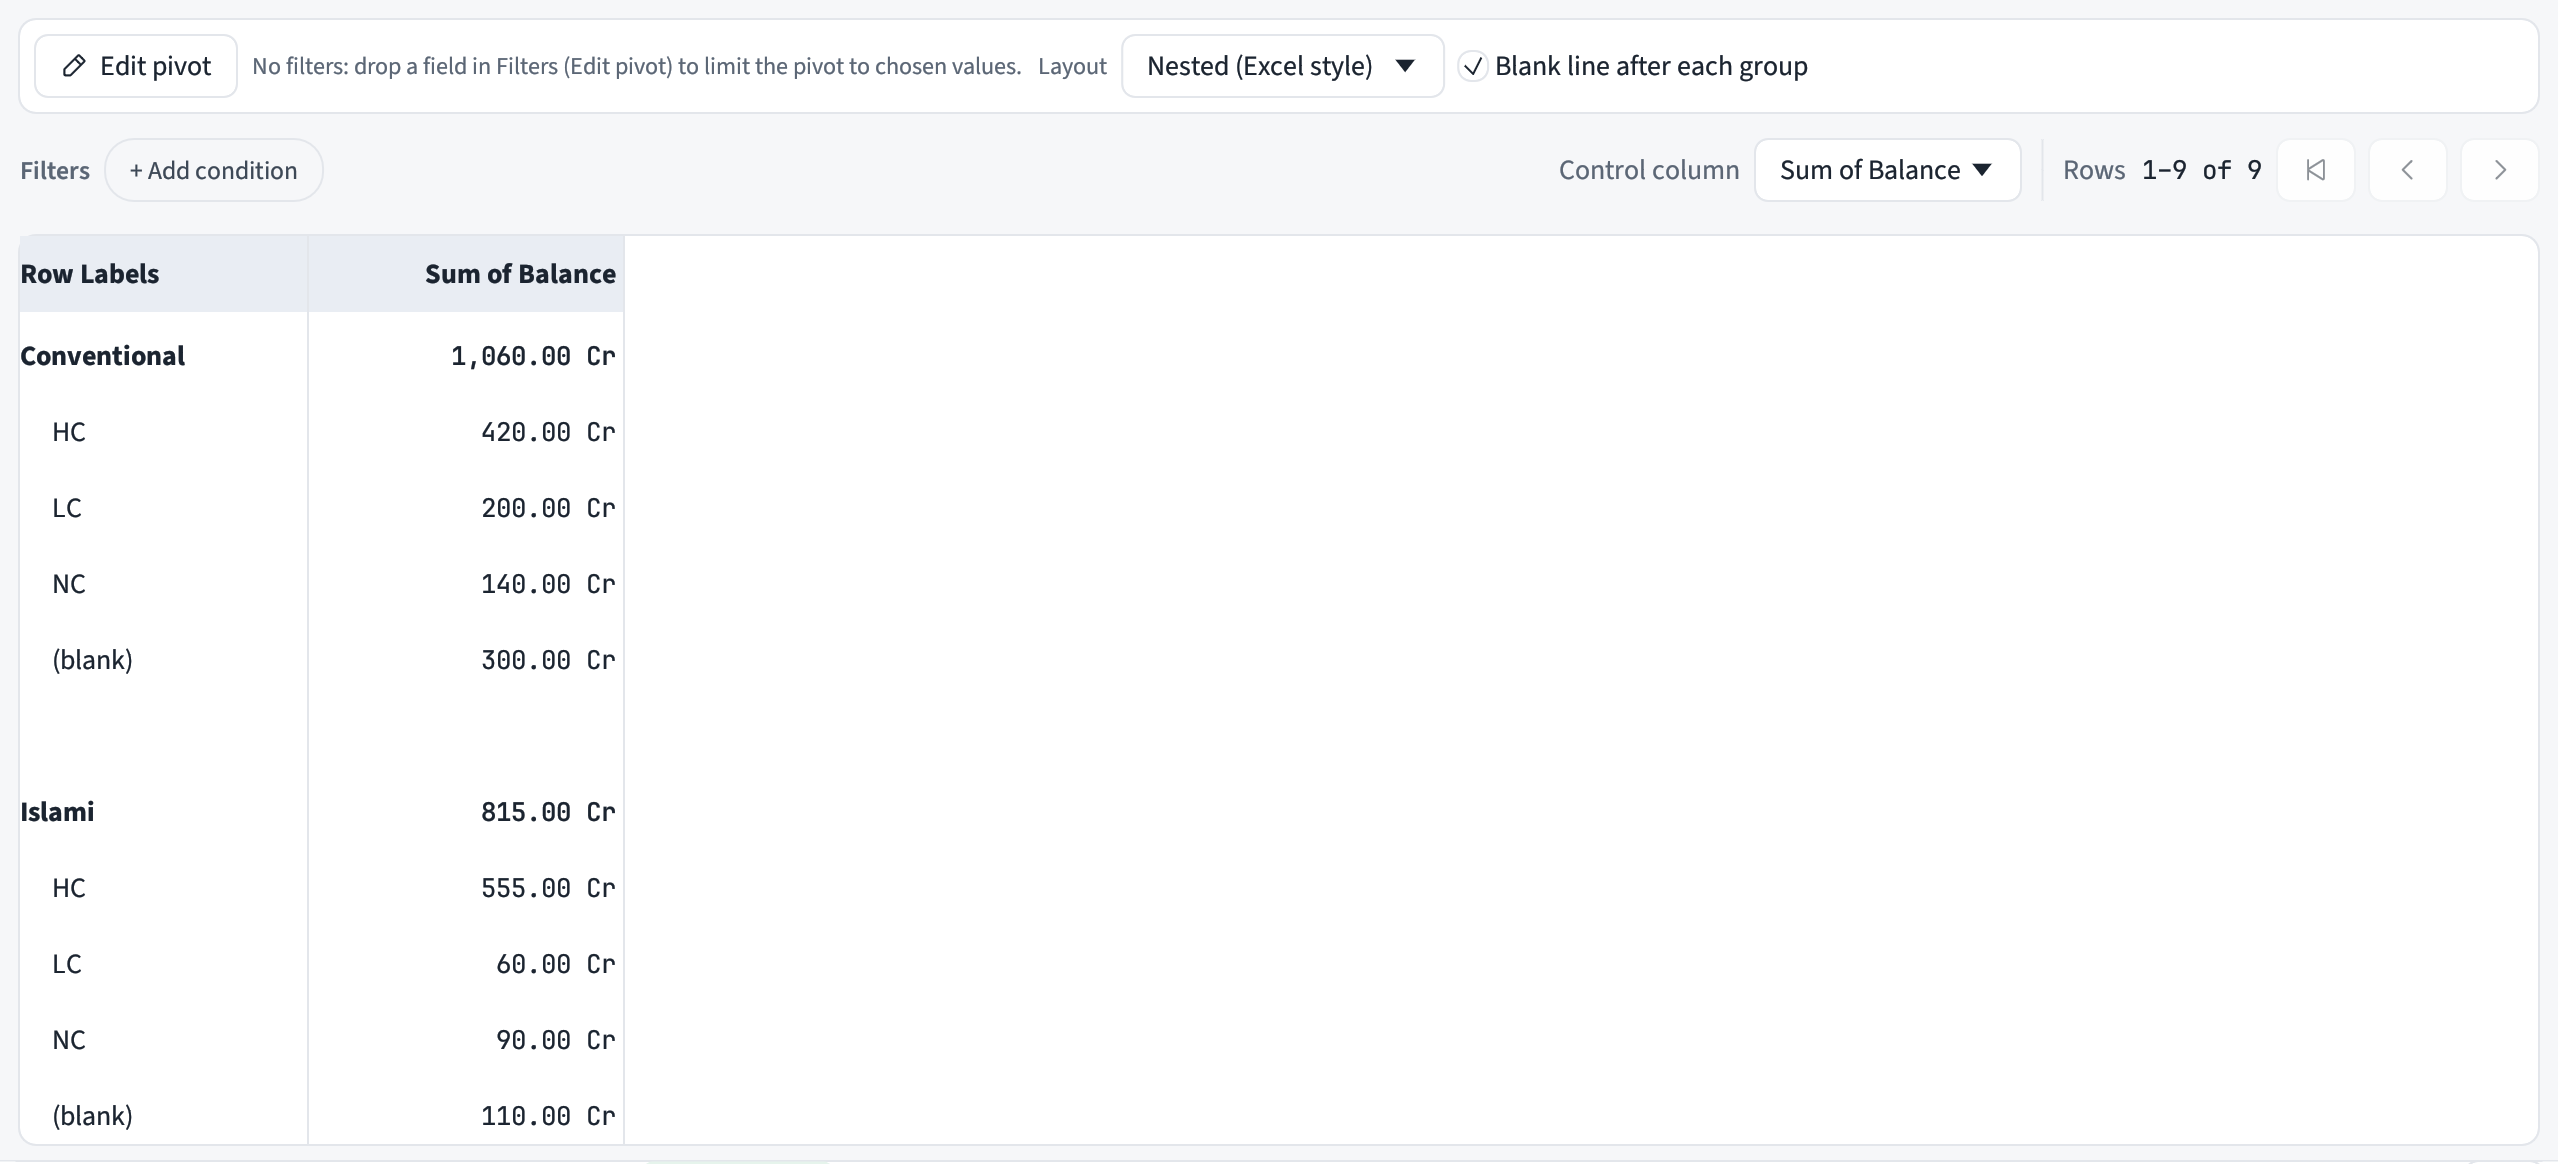 Edit pivot No filters: drop a field in Filters (Edit pivot) to limit the pivot to chosen values. Layout Nested (Excel style) Blank line after each group
Filters + Add condition Control column Sum of Balance Rows 1–9 of 9
Row Labels Sum of Balance
Conventional 1,060.00 Cr
HC 420.00 Cr
LC 200.00 Cr
NC 140.00 Cr
(blank) 300.00 Cr
Islami 815.00 Cr
HC 555.00 Cr
LC 60.00 Cr
NC 90.00 Cr
(blank) 110.00 Cr